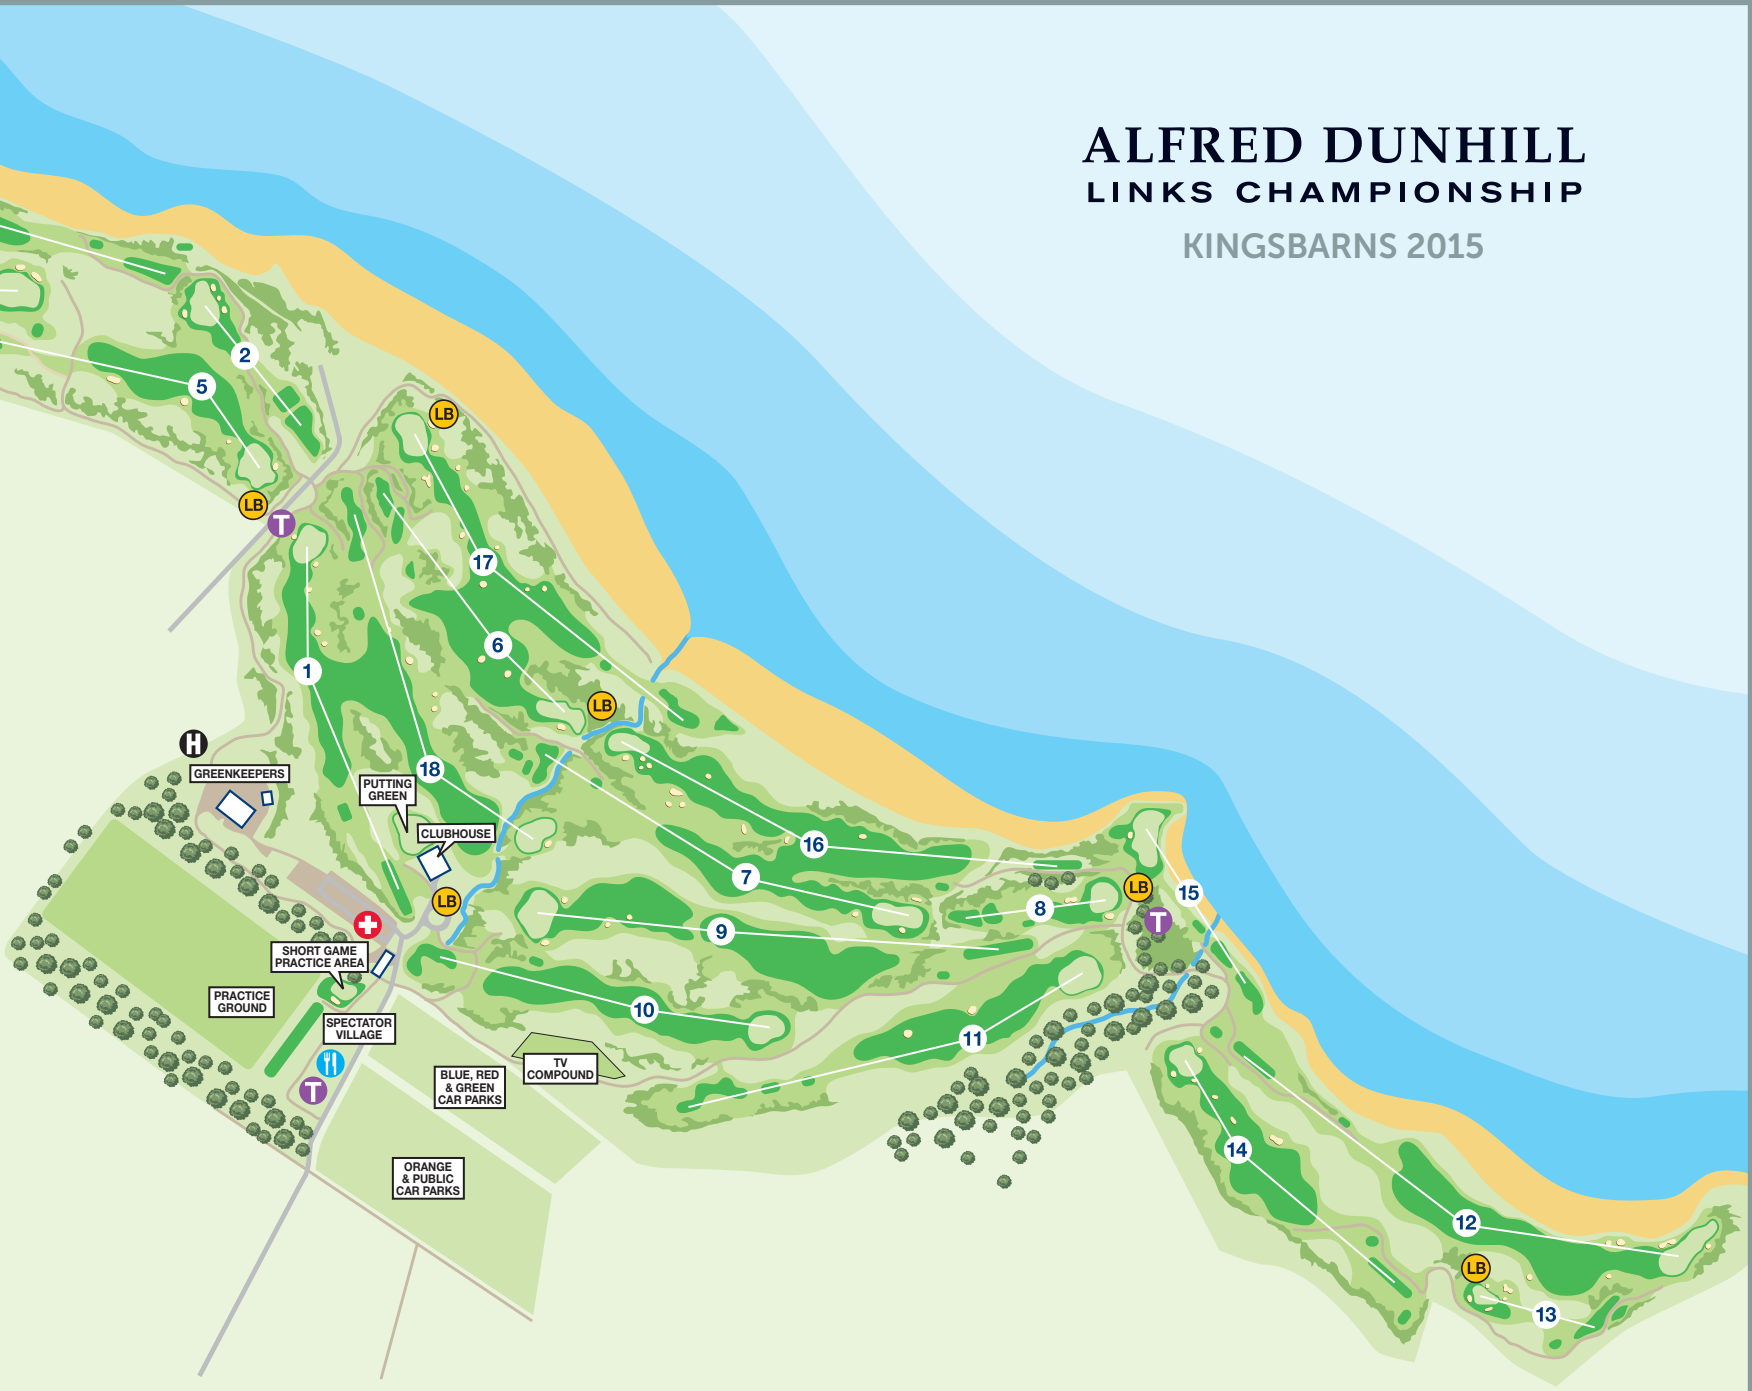 ALFRED DUNHILL
LINKS CHAMPIONSHIP
KINGSBARNS 2015
2
5
LB
LB
T
17
6
1
LB
H
18
GREENKEEPERS
PUTTING
GREEN
CLUBHOUSE
16
7
LB
15
LB
8
T
9
SHORT GAME
PRACTICE AREA
PRACTICE
GROUND
10
SPECTATOR
VILLAGE
11
T
TV
COMPOUND
BLUE, RED
& GREEN
CAR PARKS
14
ORANGE
& PUBLIC
CAR PARKS
12
LB
13